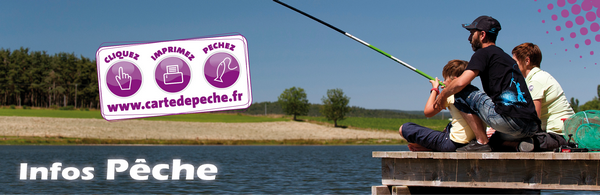 CLIQUEZ IMPRIMEZ PECHEZ
www.cartedepeche.fr
Infos Pêche